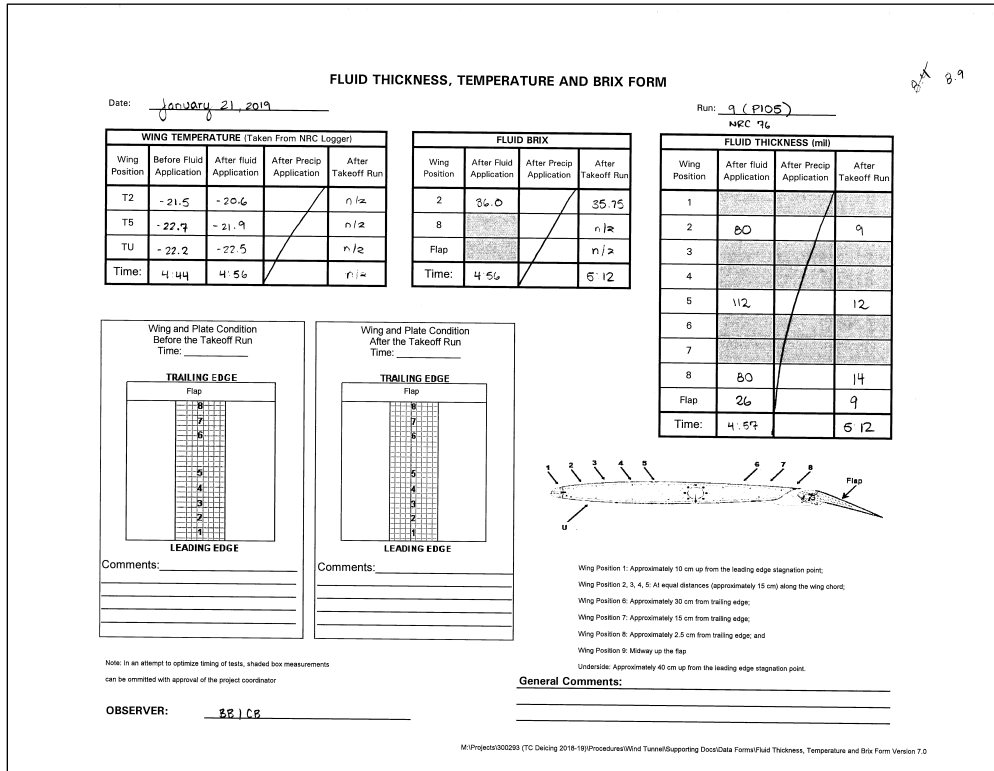 8.4 8.9
FLUID THICKNESS, TEMPERATURE AND BRIX FORM
Date: January 21, 2019
Run: 9 (P105)
NRC 76
WING TEMPERATURE (Taken From NRC Logger)
Wing Position Before Fluid Application After fluid Application After Precip Application After Takeoff Run
T2 -21.5 -20.6 n/a
T5 -22.7 -21.9 n/a
TU -22.2 -22.5 n/a
Time: 4:44 4:56 n/a
FLUID BRIX
Wing Position After Fluid Application After Precip Application After Takeoff Run
2 36.0 35.75
8 n/a
Flap n/a
Time: 4:56 5:12
FLUID THICKNESS (mil)
Wing Position After fluid Application After Precip Application After Takeoff Run
1
2 80 9
3
4
5 112 12
6
7
8 80 14
Flap 26 9
Time: 4:57 5:12
Wing and Plate Condition
Before the Takeoff Run
Time:
TRAILING EDGE
Flap
8
7
6
5
4
3
2
1
LEADING EDGE
Comments:
Wing and Plate Condition
After the Takeoff Run
Time:
TRAILING EDGE
Flap
8
7
6
5
4
3
2
1
LEADING EDGE
Comments:
1 2 3 4 5 6 7 8 Flap
U
Wing Position 1: Approximately 10 cm up from the leading edge stagnation point;
Wing Position 2, 3, 4, 5: At equal distances (approximately 15 cm) along the wing chord;
Wing Position 6: Approximately 30 cm from trailing edge;
Wing Position 7: Approximately 15 cm from trailing edge;
Wing Position 8: Approximately 2.5 cm from trailing edge; and
Wing Position 9: Midway up the flap
Underside: Approximately 40 cm up from the leading edge stagnation point.
Note: In an attempt to optimize timing of tests, shaded box measurements
can be ommitted with approval of the project coordinator
General Comments:
OBSERVER: BB / CB
M:\Projects\300293 (TC Deicing 2018-19)\Procedures\Wind Tunnel\Supporting Docs\Data Forms\Fluid Thickness, Temperature and Brix Form Version 7.0